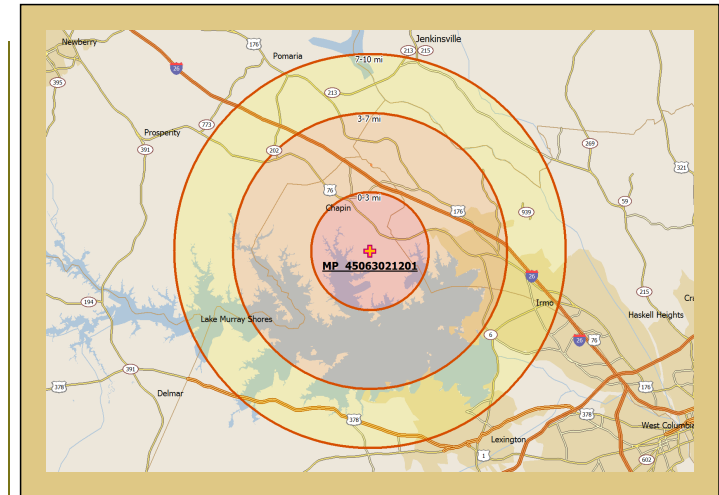 Jenkinsville
Newberry
176
213
215
Pomaria
7-10 mi
26
395
213
3-7 mi
773
Prosperity
269
391
202
321
76
0-3 mi
59
Chapin
176
939
MP 45063021201
26
215
194
Irmo
Haskell Heights
Lake Murray Shores
6
26
76
391
378
176
Delmar
378
378
West Columbia
Lexington
1
602